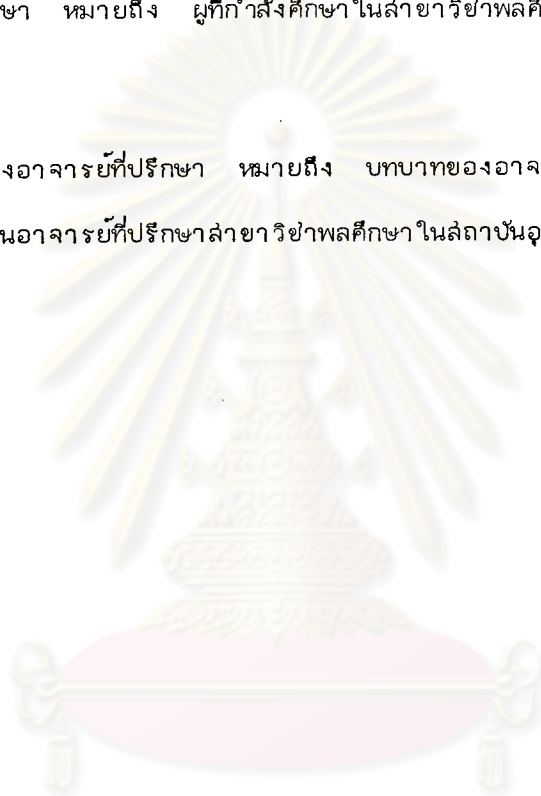 ษา หมายถึง ผู้ที่กำลังศึกษาในสาขาวิชาพลศึ
งอาจารย์ที่ปรึกษา หมายถึง บทบาทของอาจ
นอาจารย์ที่ปรึกษาสาขาวิชาพลศึกษาในสถาบันอุ